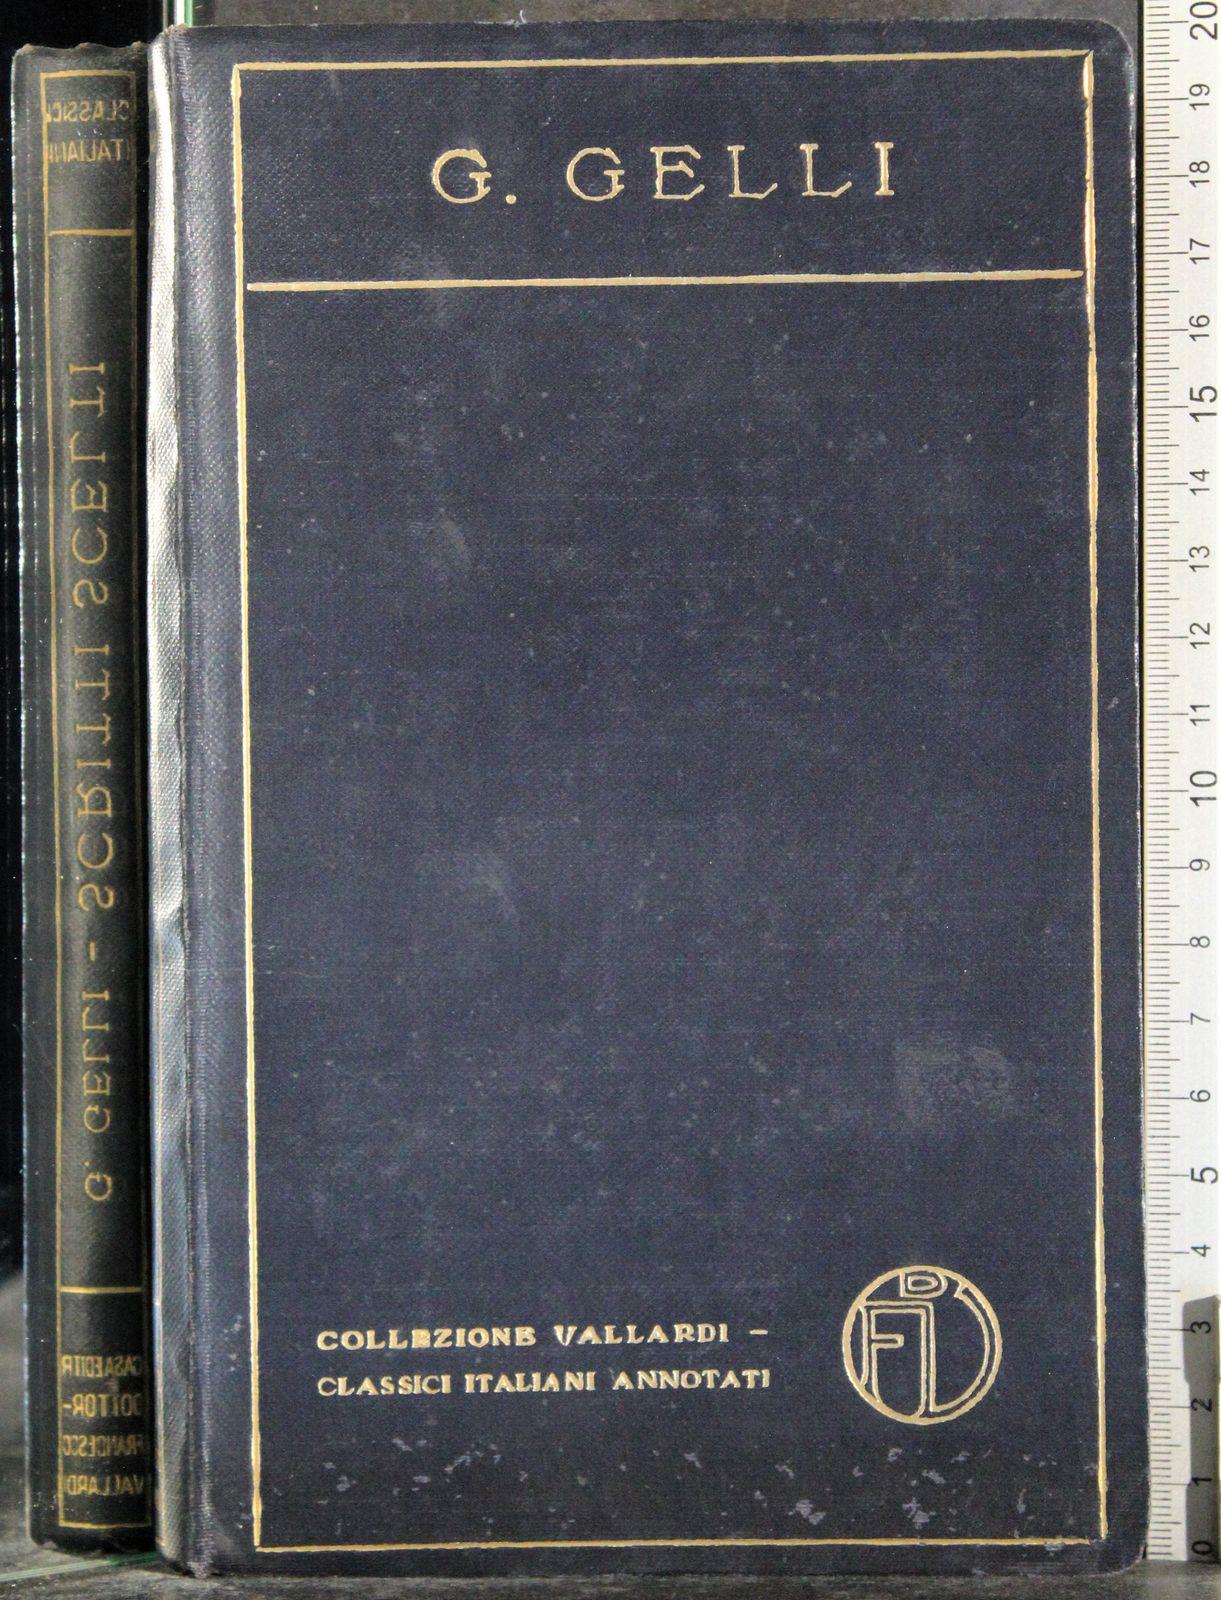 G. GELLI
COLLEZIONE VALLARDI –
CLASSICI ITALIANI ANNOTATI
FDV
CLASSICI
ITALIANI
G. GELLI - SCRITTI SCELTI
CASA EDITR
DOTTOR-
FRANCESCO
VALLARDI
20
19
18
17
16
15
14
13
12
11
10
9
8
7
6
5
4
3
2
1
0